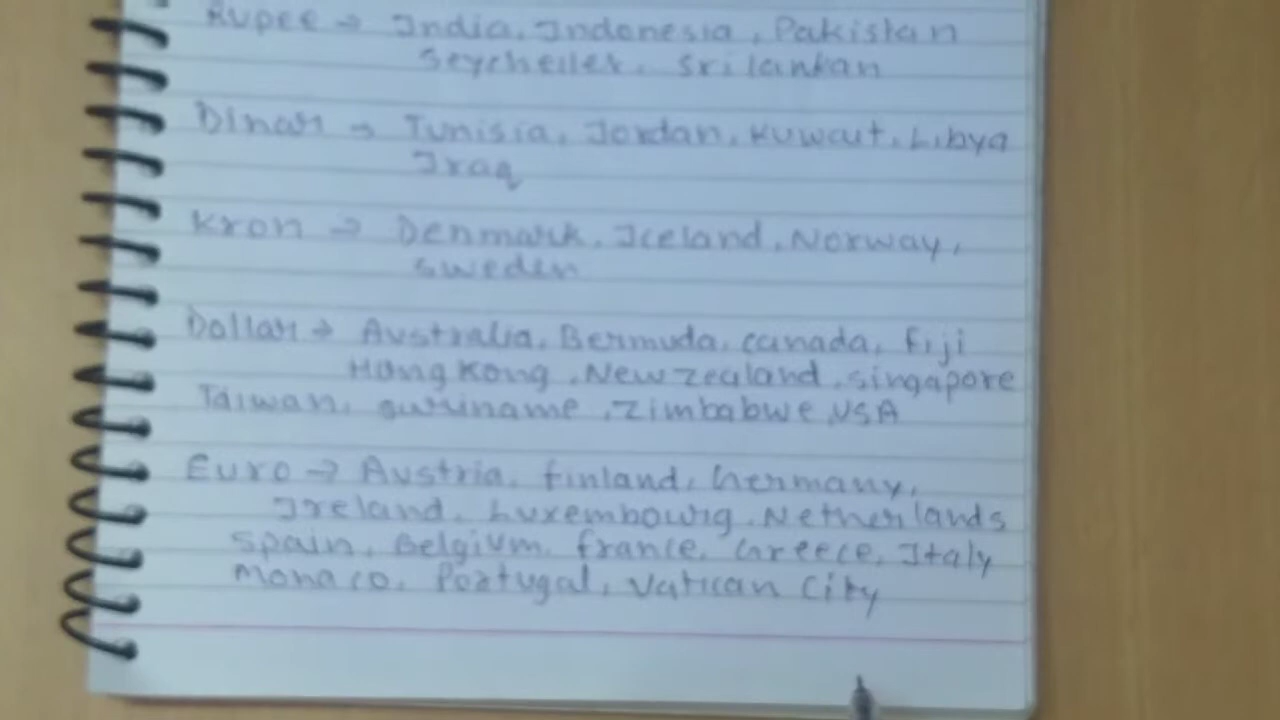 Rupee → India, Indonesia, Pakistan
Seychelles, Srilankan
Dinar → Tunisia, Jordan, Kuwait, Libya
Iraq
Kron → Denmark, Iceland, Norway,
Sweden
Dollar → Australia, Bermuda, Canada, Fiji
Hong Kong, New zealand, Singapore
Taiwan, Suriname, Zimbabwe, USA
Euro → Austria, Finland, Germany,
Ireland, Luxembourg, Netherlands
Spain, Belgium, France, Greece, Italy
Monaco, Portugal, Vatican City